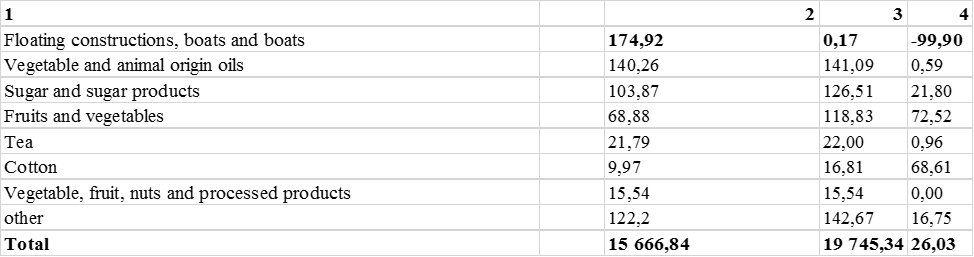 1 2 3 4
Floating constructions, boats and boats 174,92 0,17 -99,90
Vegetable and animal origin oils 140,26 141,09 0,59
Sugar and sugar products 103,87 126,51 21,80
Fruits and vegetables 68,88 118,83 72,52
Tea 21,79 22,00 0,96
Cotton 9,97 16,81 68,61
Vegetable, fruit, nuts and processed products 15,54 15,54 0,00
other 122,2 142,67 16,75
Total 15 666,84 19 745,34 26,03